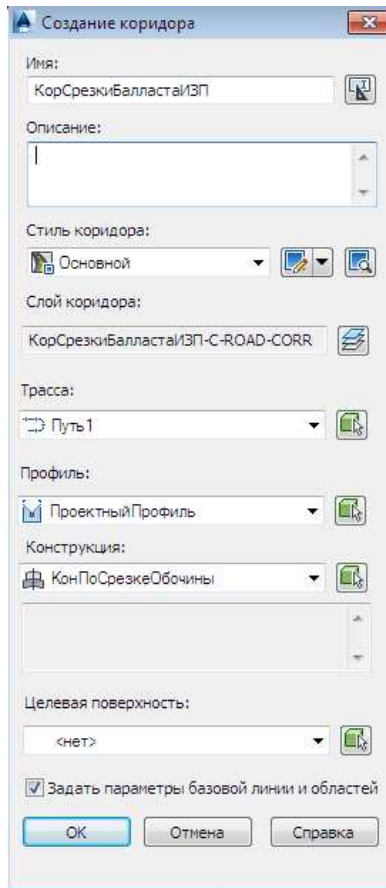 Создание коридора
Имя:
КорСрезкиБалластаИЗП
Описание:
Стиль коридора:
Основной
Слой коридора:
КорСрезкиБалластаИЗП-C-ROAD-CORR
Трасса:
Путь1
Профиль:
ПроектныйПрофиль
Конструкция:
КонПоСрезкеОбочины
Целевая поверхность:
<нет>
Задать параметры базовой линии и областей
ОК Отмена Справка